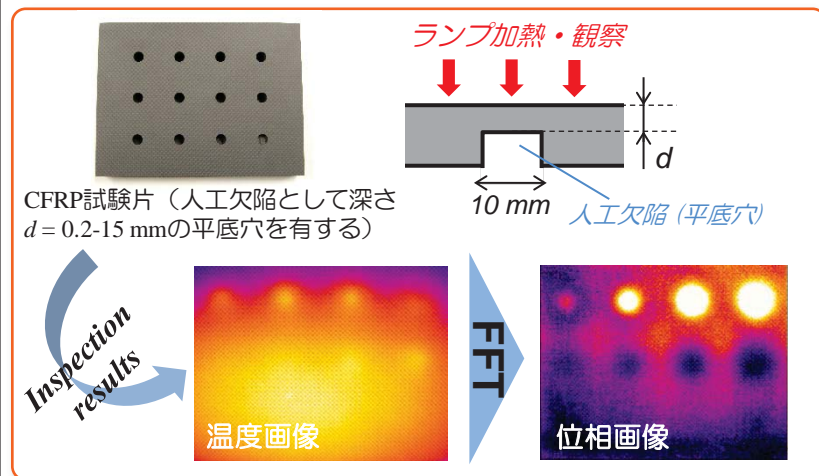 ランプ加熱・観察
d
10 mm
人工欠陥 (平底穴)
CFRP試験片（人工欠陥として深さ
d = 0.2-15 mmの平底穴を有する）
Inspection
results
温度画像
FFT
位相画像